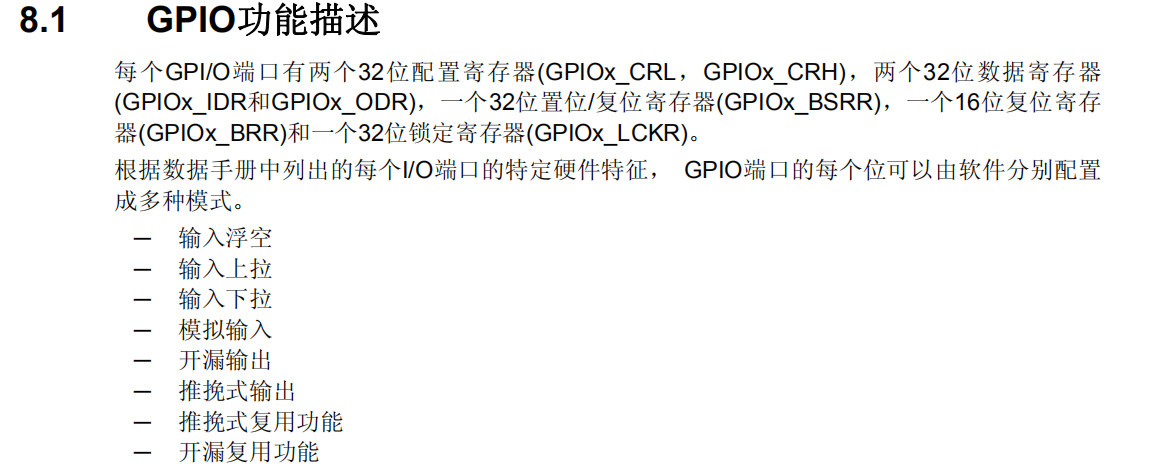 8.1 GPIO功能描述
每个GPI/O端口有两个32位配置寄存器(GPIOx_CRL，GPIOx_CRH)，两个32位数据寄存器
(GPIOx_IDR和GPIOx_ODR)，一个32位置位/复位寄存器(GPIOx_BSRR)，一个16位复位寄存
器(GPIOx_BRR)和一个32位锁定寄存器(GPIOx_LCKR)。
根据数据手册中列出的每个I/O端口的特定硬件特征， GPIO端口的每个位可以由软件分别配置
成多种模式。
─ 输入浮空
─ 输入上拉
─ 输入下拉
─ 模拟输入
─ 开漏输出
─ 推挽式输出
─ 推挽式复用功能
─ 开漏复用功能